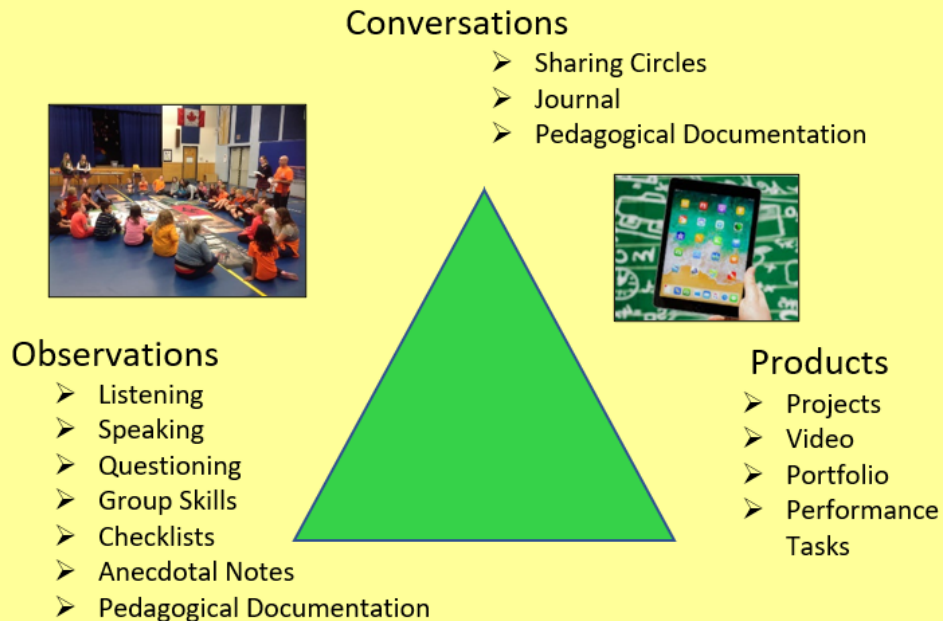 Conversations
➢ Sharing Circles
➢ Journal
➢ Pedagogical Documentation
Observations
➢ Listening
➢ Speaking
➢ Questioning
➢ Group Skills
➢ Checklists
➢ Anecdotal Notes
➢ Pedagogical Documentation
Products
➢ Projects
➢ Video
➢ Portfolio
➢ Performance
Tasks